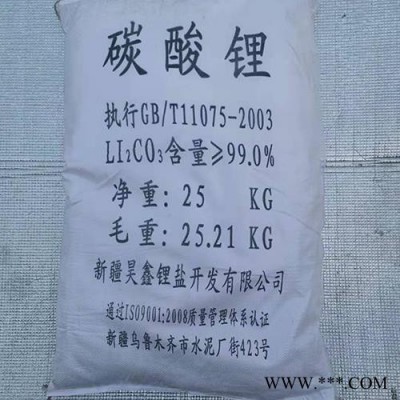 碳酸锂
执行GB/T11075-2003
LI₂CO₃含量≥99.0%
净重: 25 KG
毛重: 25.21 KG
新疆昊鑫锂盐开发有限公司
通过ISO9001:2008质量管理体系认证
新疆乌鲁木齐市水泥厂街423号
WWW.***.COM